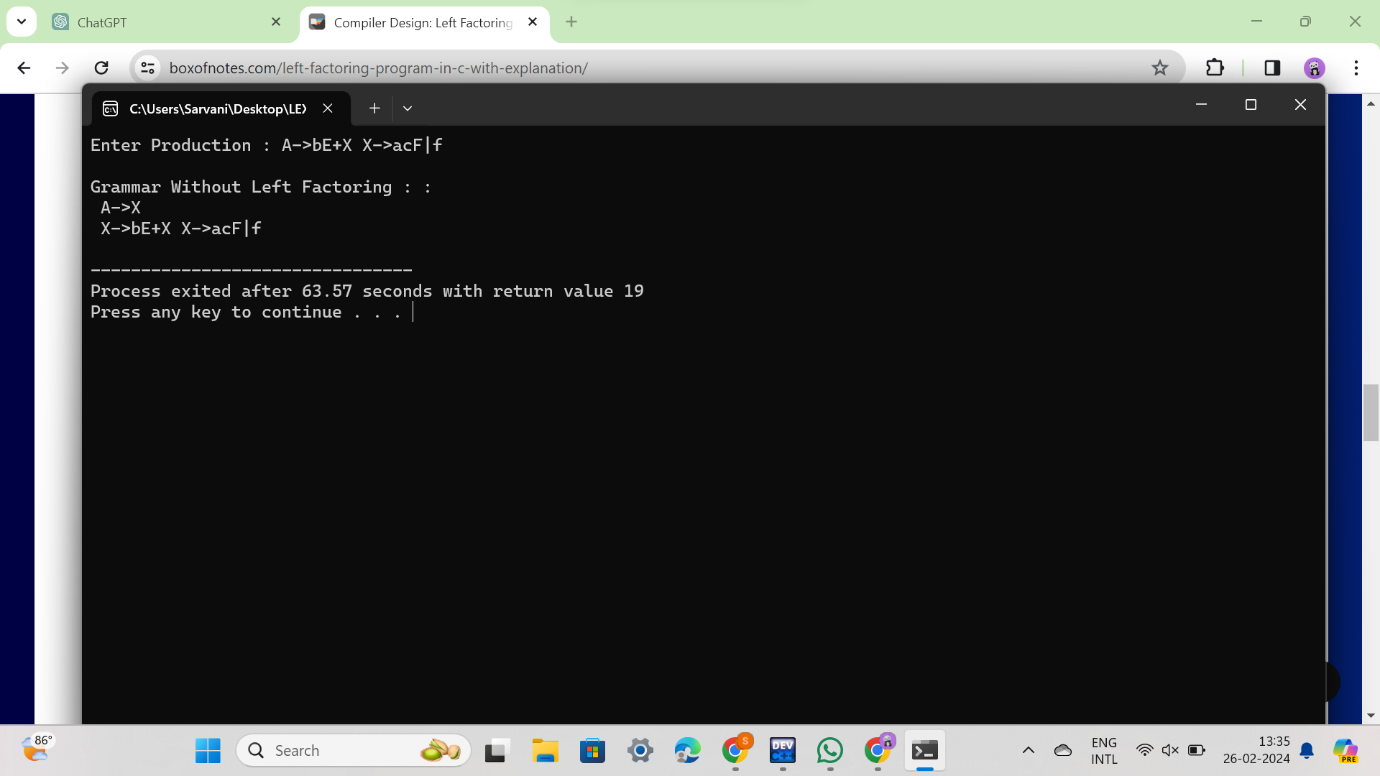 ChatGPT
Compiler Design: Left Factoring
boxofnotes.com/left-factoring-program-in-c-with-explanation/
C:\Users\Sarvani\Desktop\LEX
Enter Production : A->bE+X X->acF|f
Grammar Without Left Factoring : :
A->X
X->bE+X X->acF|f
--------------------------------
Process exited after 63.57 seconds with return value 19
Press any key to continue . . .
86°
Search
S
DEV
ENG
INTL
13:35
26-02-2024
PRE